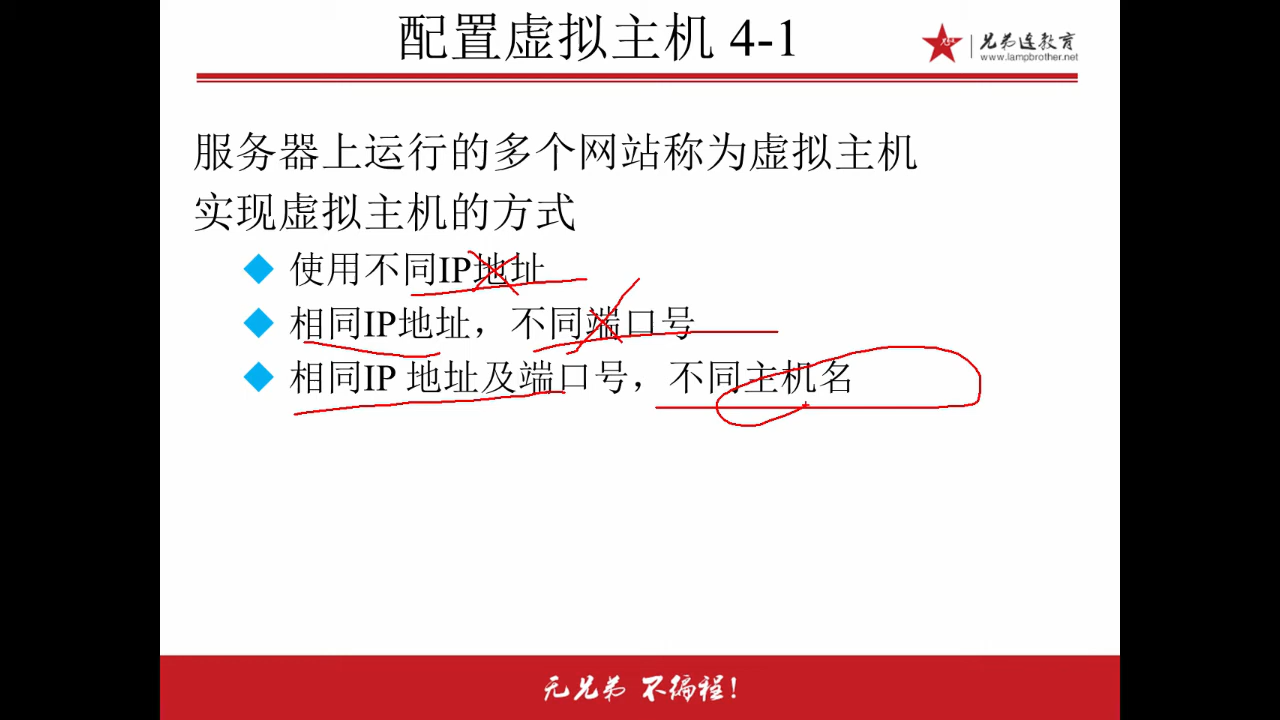 配置虚拟主机 4-1
兄弟连教育
www.lampbrother.net
服务器上运行的多个网站称为虚拟主机
实现虚拟主机的方式
使用不同IP地址
相同IP地址，不同端口号
相同IP 地址及端口号，不同主机名
无兄弟 不编程！